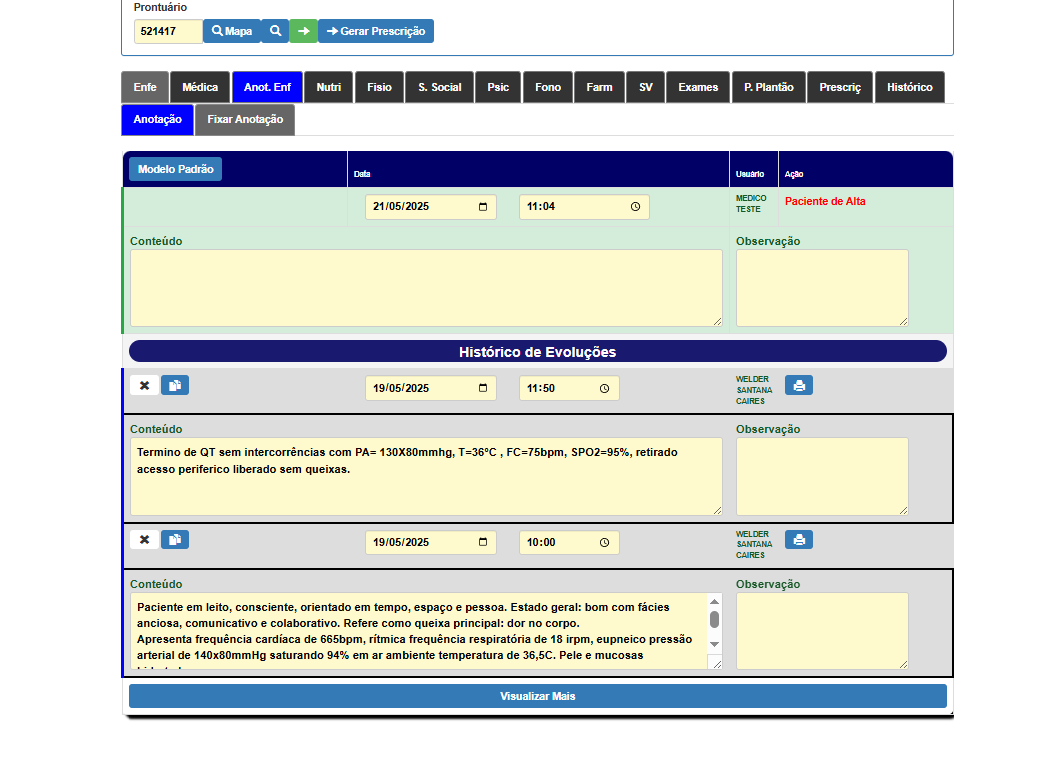 Prontuário
521417 Mapa Gerar Prescrição
Enfe Médica Anot. Enf Nutri Fisio S. Social Psic Fono Farm SV Exames P. Plantão Prescriç Histórico
Anotação Fixar Anotação
Modelo Padrão Data Usuário Ação
21/05/2025 11:04 MEDICO Paciente de Alta
TESTE
Conteúdo Observação
Histórico de Evoluções
19/05/2025 11:50 WELDER
SANTANA
CAIRES
Conteúdo Observação
Termino de QT sem intercorrências com PA= 130X80mmhg, T=36ºC , FC=75bpm, SPO2=95%, retirado
acesso periferico liberado sem queixas.
19/05/2025 10:00 WELDER
SANTANA
CAIRES
Conteúdo Observação
Paciente em leito, consciente, orientado em tempo, espaço e pessoa. Estado geral: bom com fácies
anciosa, comunicativo e colaborativo. Refere como queixa principal: dor no corpo.
Apresenta frequência cardíaca de 665bpm, rítmica frequência respiratória de 18 irpm, eupneico pressão
arterial de 140x80mmHg saturando 94% em ar ambiente temperatura de 36,5C. Pele e mucosas
Visualizar Mais